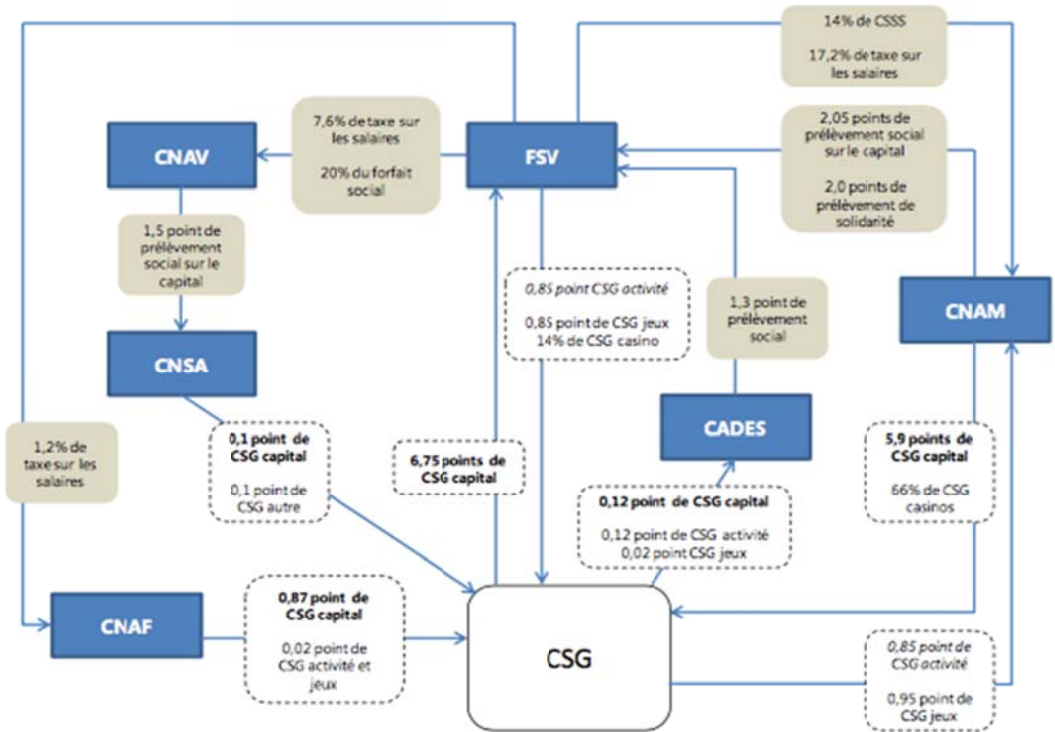 14% de CSSS
17,2% de taxe sur
les salaires
7,6% de taxe sur
les salaires
20% du forfait
social
2,05 points de
prélèvement social
sur le capital
2,0 points de
prélèvement de
solidarité
CNAV
FSV
1,5 point de
prélèvement
social sur le
capital
0,85 point CSG activité
0,85 point de CSG jeux
14% de CSG casino
1,3 point de
prélèvement
social
CNAM
CNSA
CADES
1,2% de
taxe sur les
salaires
0,1 point de
CSG capital
0,1 point de
CSG autre
6,75 points de
CSG capital
0,12 point de CSG capital
0,12 point de CSG activité
0,02 point CSG jeux
5,9 points de
CSG capital
66% de CSG
casinos
CNAF
0,87 point de
CSG capital
0,02 point de
CSG activité et
jeux
CSG
0,85 point de
CSG activité
0,95 point de
CSG jeux